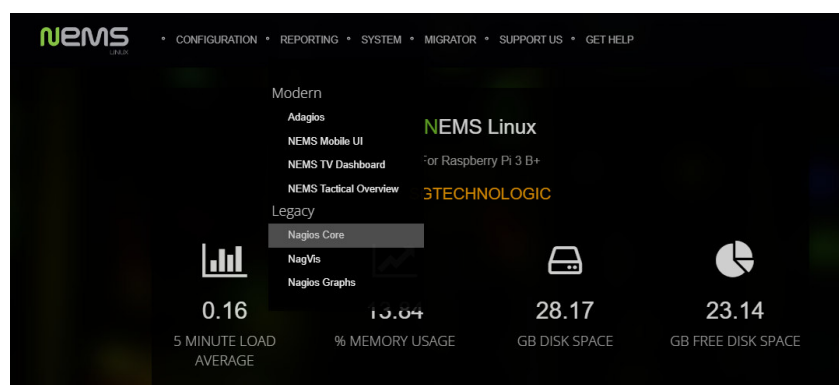 NEMS
LINUX
CONFIGURATION REPORTING SYSTEM MIGRATOR SUPPORT US GET HELP
Modern
Adagios
NEMS Mobile UI
NEMS TV Dashboard
NEMS Tactical Overview
Legacy
Nagios Core
NagVis
Nagios Graphs
NEMS Linux
For Raspberry Pi 3 B+
GTECHNOLOGIC
0.16
5 MINUTE LOAD
AVERAGE
13.84
% MEMORY USAGE
28.17
GB DISK SPACE
23.14
GB FREE DISK SPACE